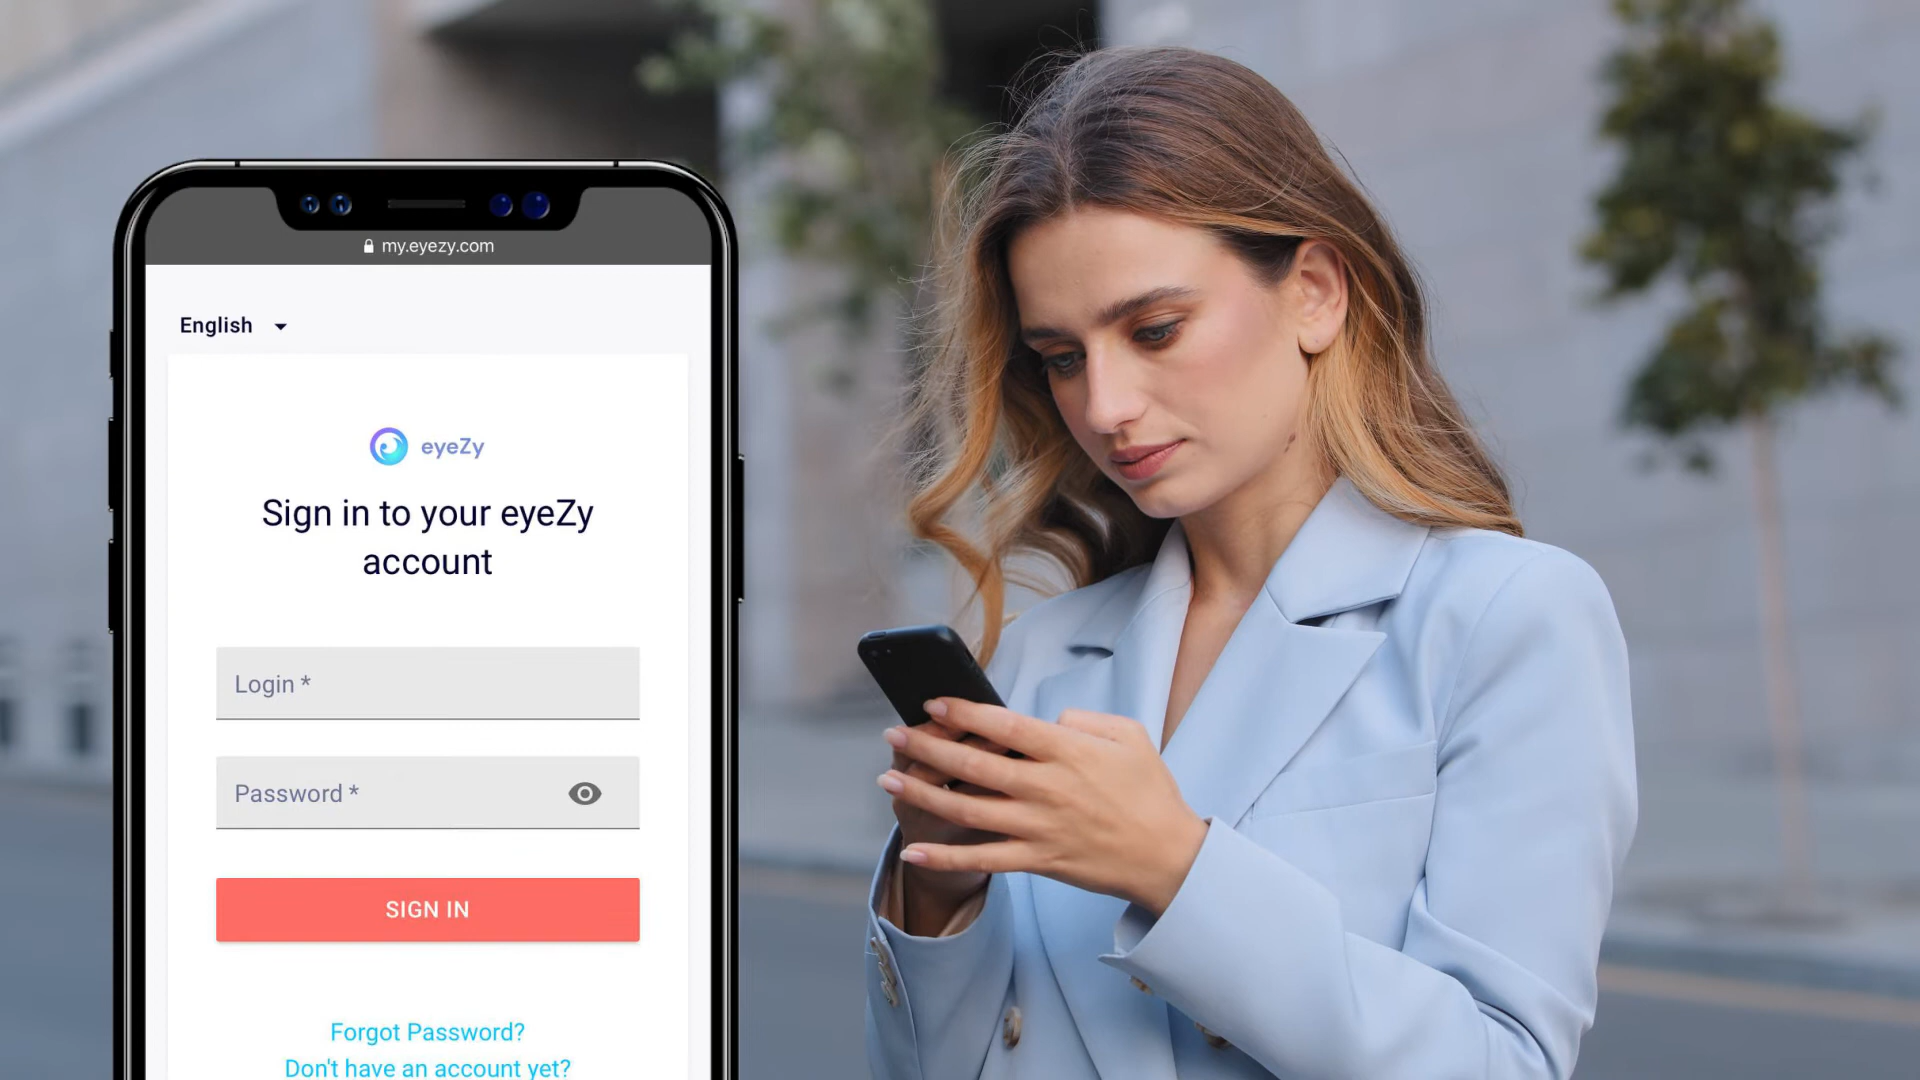 my.eyezy.com
English
eyeZy
Sign in to your eyeZy
account
Login *
Password *
SIGN IN
Forgot Password?
Don't have an account yet?